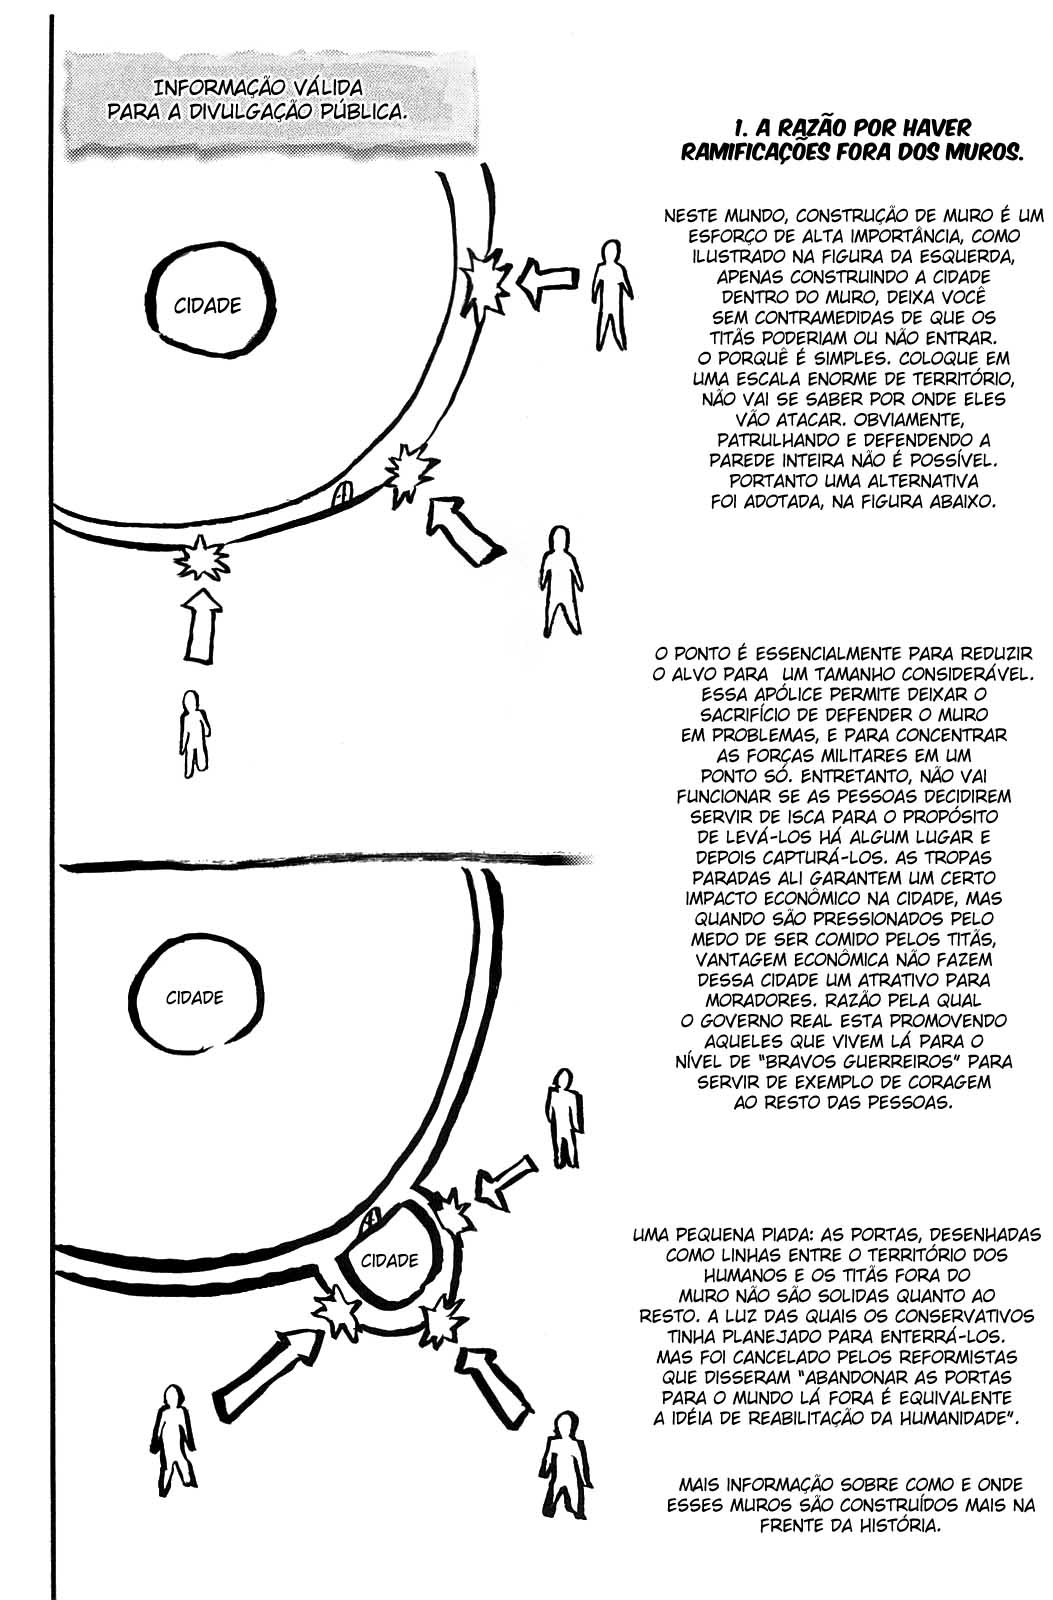 INFORMAÇÃO VÁLIDA
PARA A DIVULGAÇÃO PÚBLICA.
CIDADE
1. A RAZÃO POR HAVER
RAMIFICAÇÕES FORA DOS MUROS.
NESTE MUNDO, CONSTRUÇÃO DE MURO É UM
ESFORÇO DE ALTA IMPORTÂNCIA, COMO
ILUSTRADO NA FIGURA DA ESQUERDA,
APENAS CONSTRUINDO A CIDADE
DENTRO DO MURO, DEIXA VOCÊ
SEM CONTRAMEDIDAS DE QUE OS
TITÃS PODERIAM OU NÃO ENTRAR.
O PORQUÊ É SIMPLES. COLOQUE EM
UMA ESCALA ENORME DE TERRITÓRIO,
NÃO VAI SE SABER POR ONDE ELES
VÃO ATACAR. OBVIAMENTE,
PATRULHANDO E DEFENDENDO A
PAREDE INTEIRA NÃO É POSSÍVEL.
PORTANTO UMA ALTERNATIVA
FOI ADOTADA, NA FIGURA ABAIXO.
O PONTO É ESSENCIALMENTE PARA REDUZIR
O ALVO PARA UM TAMANHO CONSIDERÁVEL.
ESSA APÓLICE PERMITE DEIXAR O
SACRIFÍCIO DE DEFENDER O MURO
EM PROBLEMAS, E PARA CONCENTRAR
AS FORÇAS MILITARES EM UM
PONTO SÓ. ENTRETANTO, NÃO VAI
FUNCIONAR SE AS PESSOAS DECIDIREM
SERVIR DE ISCA PARA O PROPÓSITO
DE LEVÁ-LOS HÁ ALGUM LUGAR E
DEPOIS CAPTURÁ-LOS. AS TROPAS
PARADAS ALI GARANTEM UM CERTO
IMPACTO ECONÔMICO NA CIDADE, MAS
QUANDO SÃO PRESSIONADOS PELO
MEDO DE SER COMIDO PELOS TITÃS,
VANTAGEM ECONÔMICA NÃO FAZEM
DESSA CIDADE UM ATRATIVO PARA
MORADORES. RAZÃO PELA QUAL
O GOVERNO REAL ESTA PROMOVENDO
AQUELES QUE VIVEM LÁ PARA O
NÍVEL DE "BRAVOS GUERREIROS" PARA
SERVIR DE EXEMPLO DE CORAGEM
AO RESTO DAS PESSOAS.
CIDADE
CIDADE
UMA PEQUENA PIADA: AS PORTAS, DESENHADAS
COMO LINHAS ENTRE O TERRITÓRIO DOS
HUMANOS E OS TITÃS FORA DO
MURO NÃO SÃO SOLIDAS QUANTO AO
RESTO. A LUZ DAS QUAIS OS CONSERVATIVOS
TINHA PLANEJADO PARA ENTERRÁ-LOS.
MAS FOI CANCELADO PELOS REFORMISTAS
QUE DISSERAM "ABANDONAR AS PORTAS
PARA O MUNDO LÁ FORA É EQUIVALENTE
A IDÉIA DE REABILITAÇÃO DA HUMANIDADE".
MAIS INFORMAÇÃO SOBRE COMO E ONDE
ESSES MUROS SÃO CONSTRUÍDOS MAIS NA
FRENTE DA HISTÓRIA.